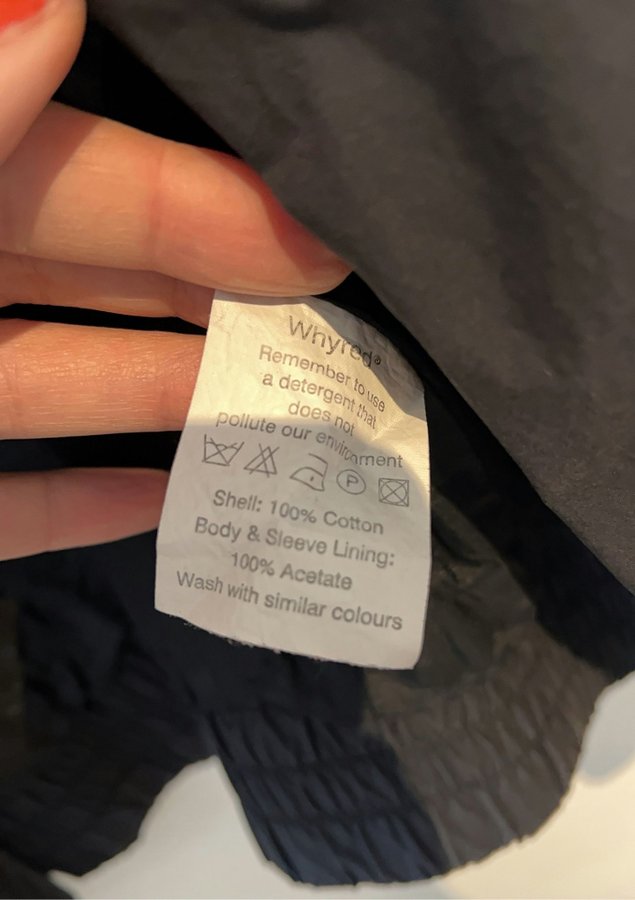 Whyred®
Remember to use
a detergent that
does not
pollute our environment
P
Shell: 100% Cotton
Body & Sleeve Lining:
100% Acetate
Wash with similar colours